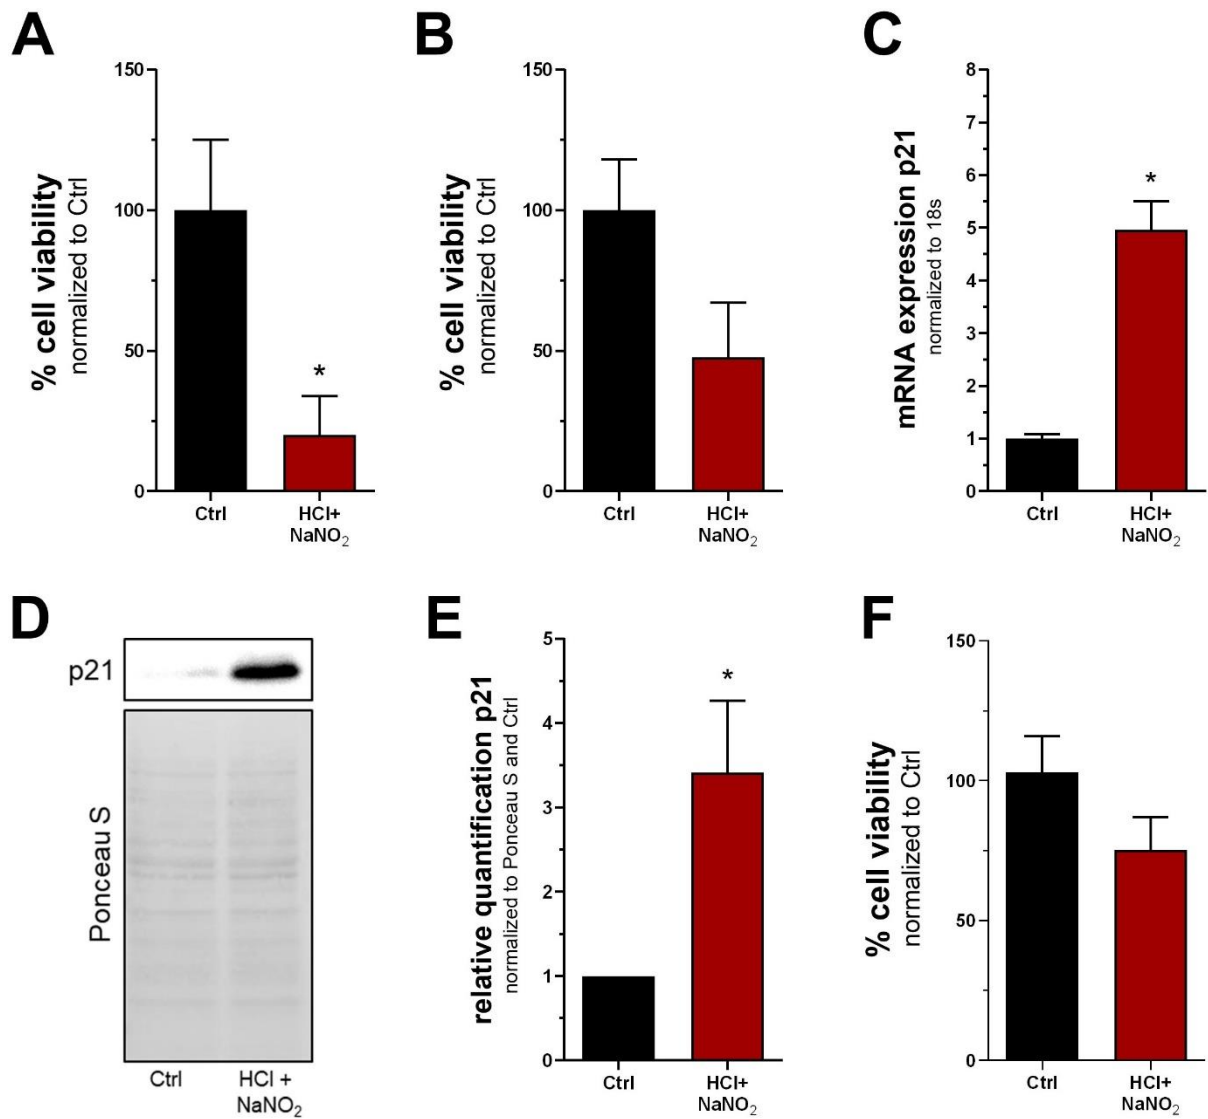 A
% cell viability
normalized to Ctrl
150
100
50
0
*
Ctrl
HCl+
NaNO₂
B
% cell viability
normalized to Ctrl
150
100
50
0
Ctrl
HCl+
NaNO₂
C
mRNA expression p21
normalized to 18s
8
7
6
5
4
3
2
1
0
*
Ctrl
HCl+
NaNO₂
D
p21
Ponceau S
Ctrl
HCl +
NaNO₂
E
relative quantification p21
normalized to Ponceau S and Ctrl
5
4
3
2
1
0
*
Ctrl
HCl+
NaNO₂
F
% cell viability
normalized to Ctrl
150
100
50
0
Ctrl
HCl+
NaNO₂